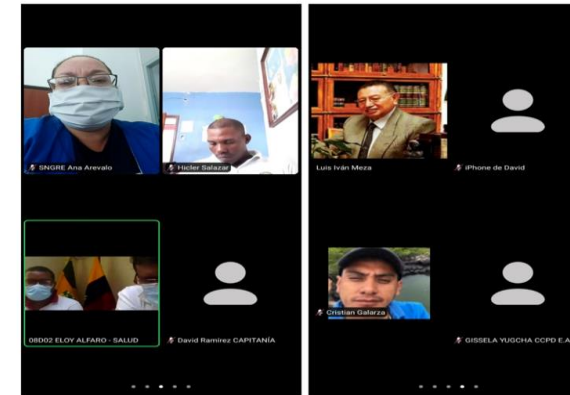 SNGRE Ana Arevalo
Hicler Salazar
08D02 ELOY ALFARO - SALUD
David Ramírez CAPITANÍA
Luis Iván Meza
iPhone de David
Cristian Galarza
GISSELA YUGCHA CCPD E.A